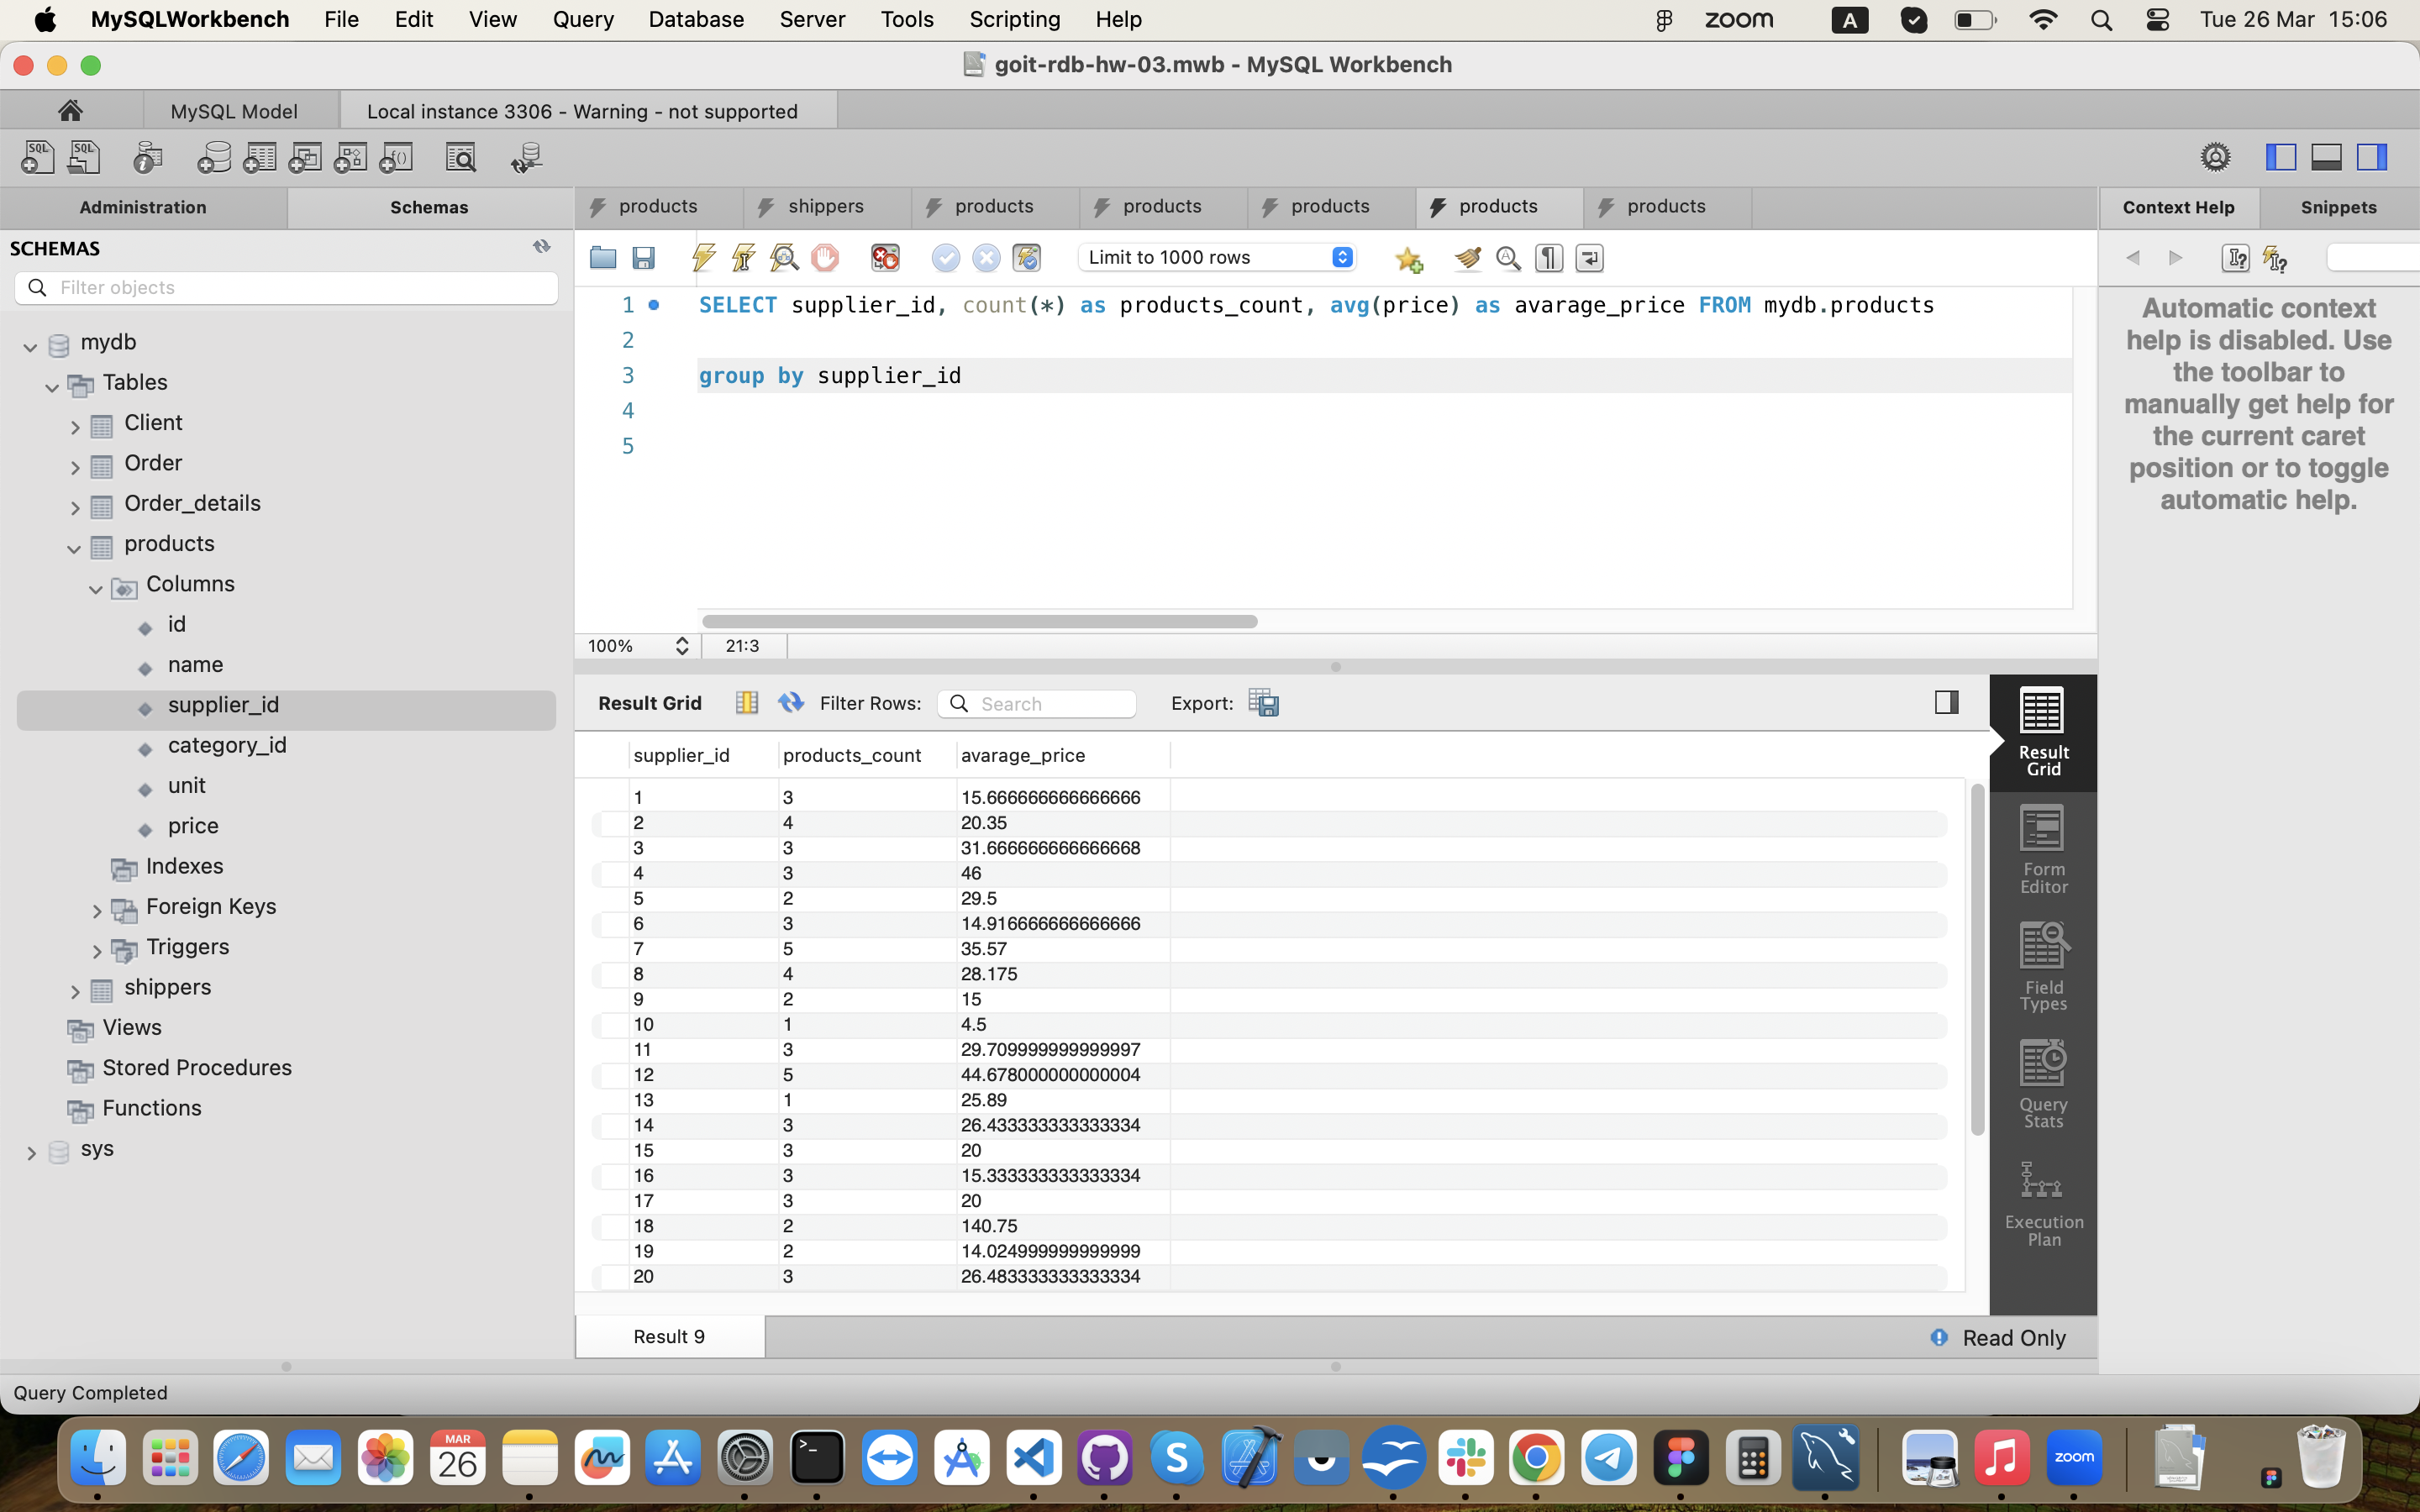 MySQLWorkbench File Edit View Query Database Server Tools Scripting Help zoom A Tue 26 Mar 15:06
goit-rdb-hw-03.mwb - MySQL Workbench
MySQL Model Local instance 3306 - Warning - not supported
SQL SQL
Administration Schemas products shippers products products products products products Context Help Snippets
SCHEMAS
Limit to 1000 rows
Filter objects
mydb
Tables
Client
Order
Order_details
products
Columns
id
name
supplier_id
category_id
unit
price
Indexes
Foreign Keys
Triggers
shippers
Views
Stored Procedures
Functions
sys
1 SELECT supplier_id, count(*) as products_count, avg(price) as avarage_price FROM mydb.products
2
3 group by supplier_id
4
5
100% 21:3
Automatic context
help is disabled. Use
the toolbar to
manually get help for
the current caret
position or to toggle
automatic help.
Result Grid Filter Rows: Search Export:
supplier_id products_count avarage_price
1 3 15.666666666666666
2 4 20.35
3 3 31.666666666666668
4 3 46
5 2 29.5
6 3 14.916666666666666
7 5 35.57
8 4 28.175
9 2 15
10 1 4.5
11 3 29.709999999999997
12 5 44.678000000000004
13 1 25.89
14 3 26.433333333333334
15 3 20
16 3 15.333333333333334
17 3 20
18 2 140.75
19 2 14.024999999999999
20 3 26.483333333333334
Result
Grid
Form
Editor
Field
Types
Query
Stats
Execution
Plan
Result 9 Read Only
Query Completed
MAR
26
zoom